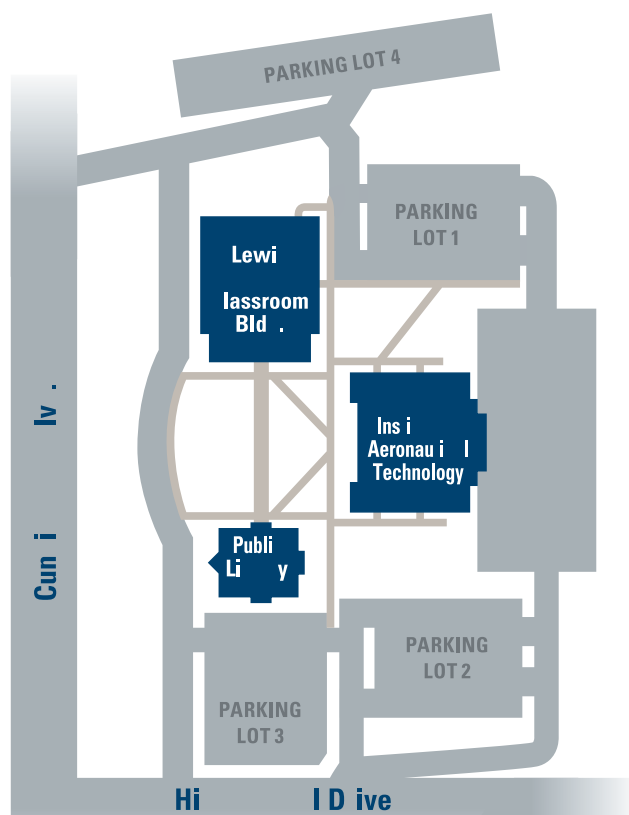 PARKING LOT 4
PARKING
LOT 1
Lewi
lassroom
Bld .
Iv .
Ins i
Aeronau i l
Technology
Cun i
Publi
Li y
PARKING
LOT 2
PARKING
LOT 3
Hi l D ive